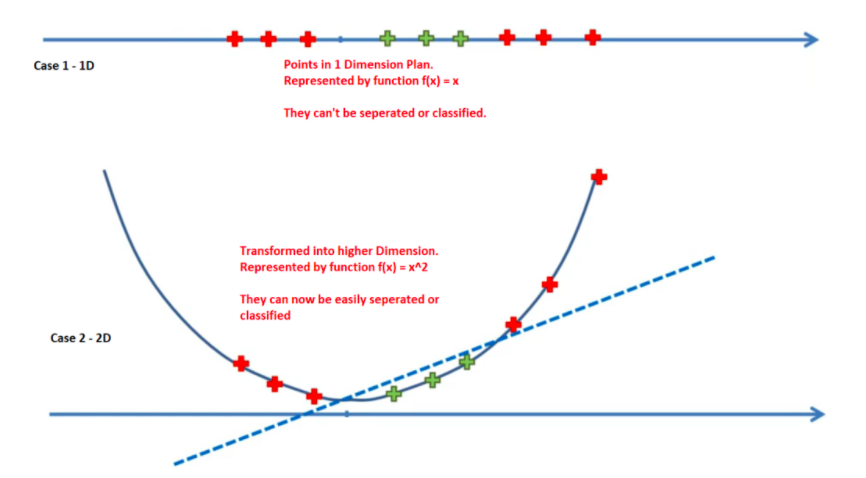 Case 1 - 1D
Points in 1 Dimension Plan.
Represented by function f(x) = x
They can't be seperated or classified.
Transformed into higher Dimension.
Represented by function f(x) = x^2
They can now be easily seperated or
classified
Case 2 - 2D